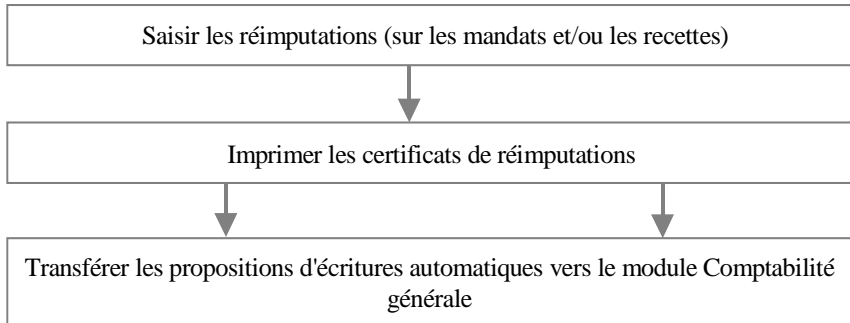 Saisir les réimputations (sur les mandats et/ou les recettes)
Imprimer les certificats de réimputations
Transférer les propositions d'écritures automatiques vers le module Comptabilité
générale